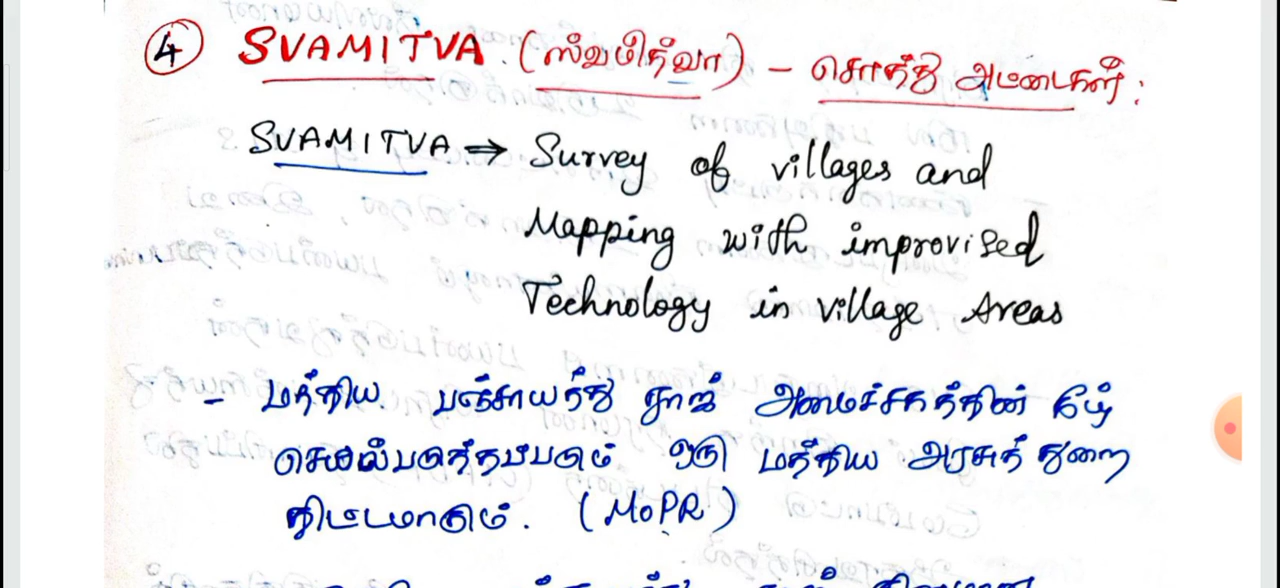 ④ SVAMITVA. (ஸ்வமித்வா) - சொத்து அட்டைகள் :
SVAMITVA ⇒ Survey of villages and
Mapping with improvised
Technology in village Areas
- மத்திய பஞ்சாயத்து ராஜ் அமைச்சகத்தின் கீழ்
செயல்படுத்தப்படும் ஒரு மத்திய அரசுத் துறை
திட்டமாகும். (MoPR)